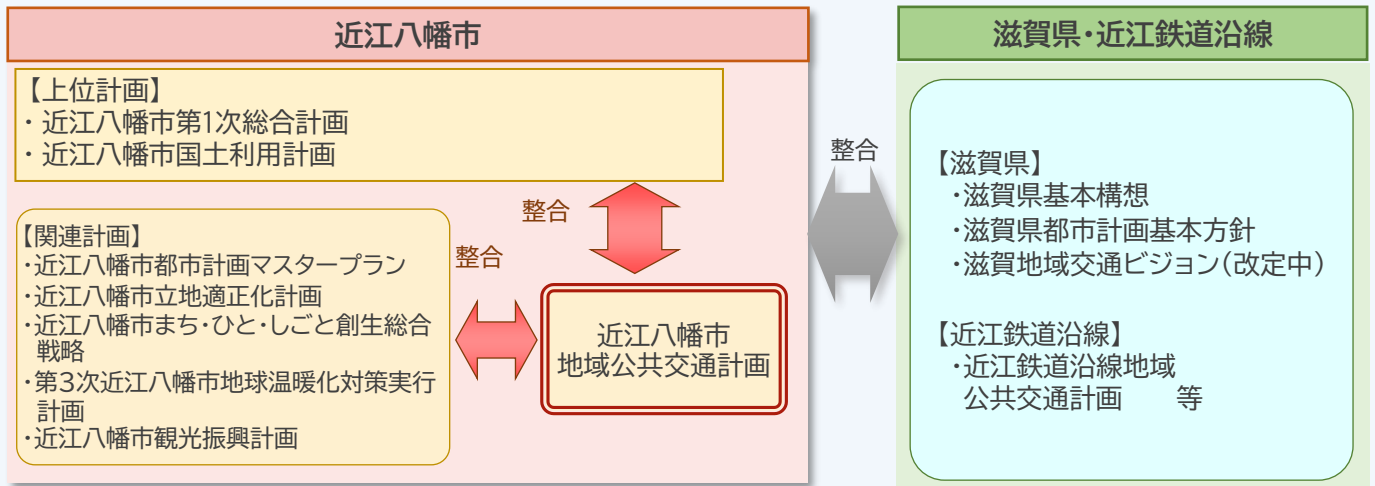 近江八幡市
【上位計画】
・ 近江八幡市第1次総合計画
・ 近江八幡市国土利用計画
整合
【関連計画】
・近江八幡市都市計画マスタープラン
・近江八幡市立地適正化計画
・近江八幡市まち・ひと・しごと創生総合
戦略
・第3次近江八幡市地球温暖化対策実行
計画
・近江八幡市観光振興計画
整合
近江八幡市
地域公共交通計画
整合
滋賀県・近江鉄道沿線
【滋賀県】
・滋賀県基本構想
・滋賀県都市計画基本方針
・滋賀地域交通ビジョン(改定中)
【近江鉄道沿線】
・近江鉄道沿線地域
公共交通計画　　等